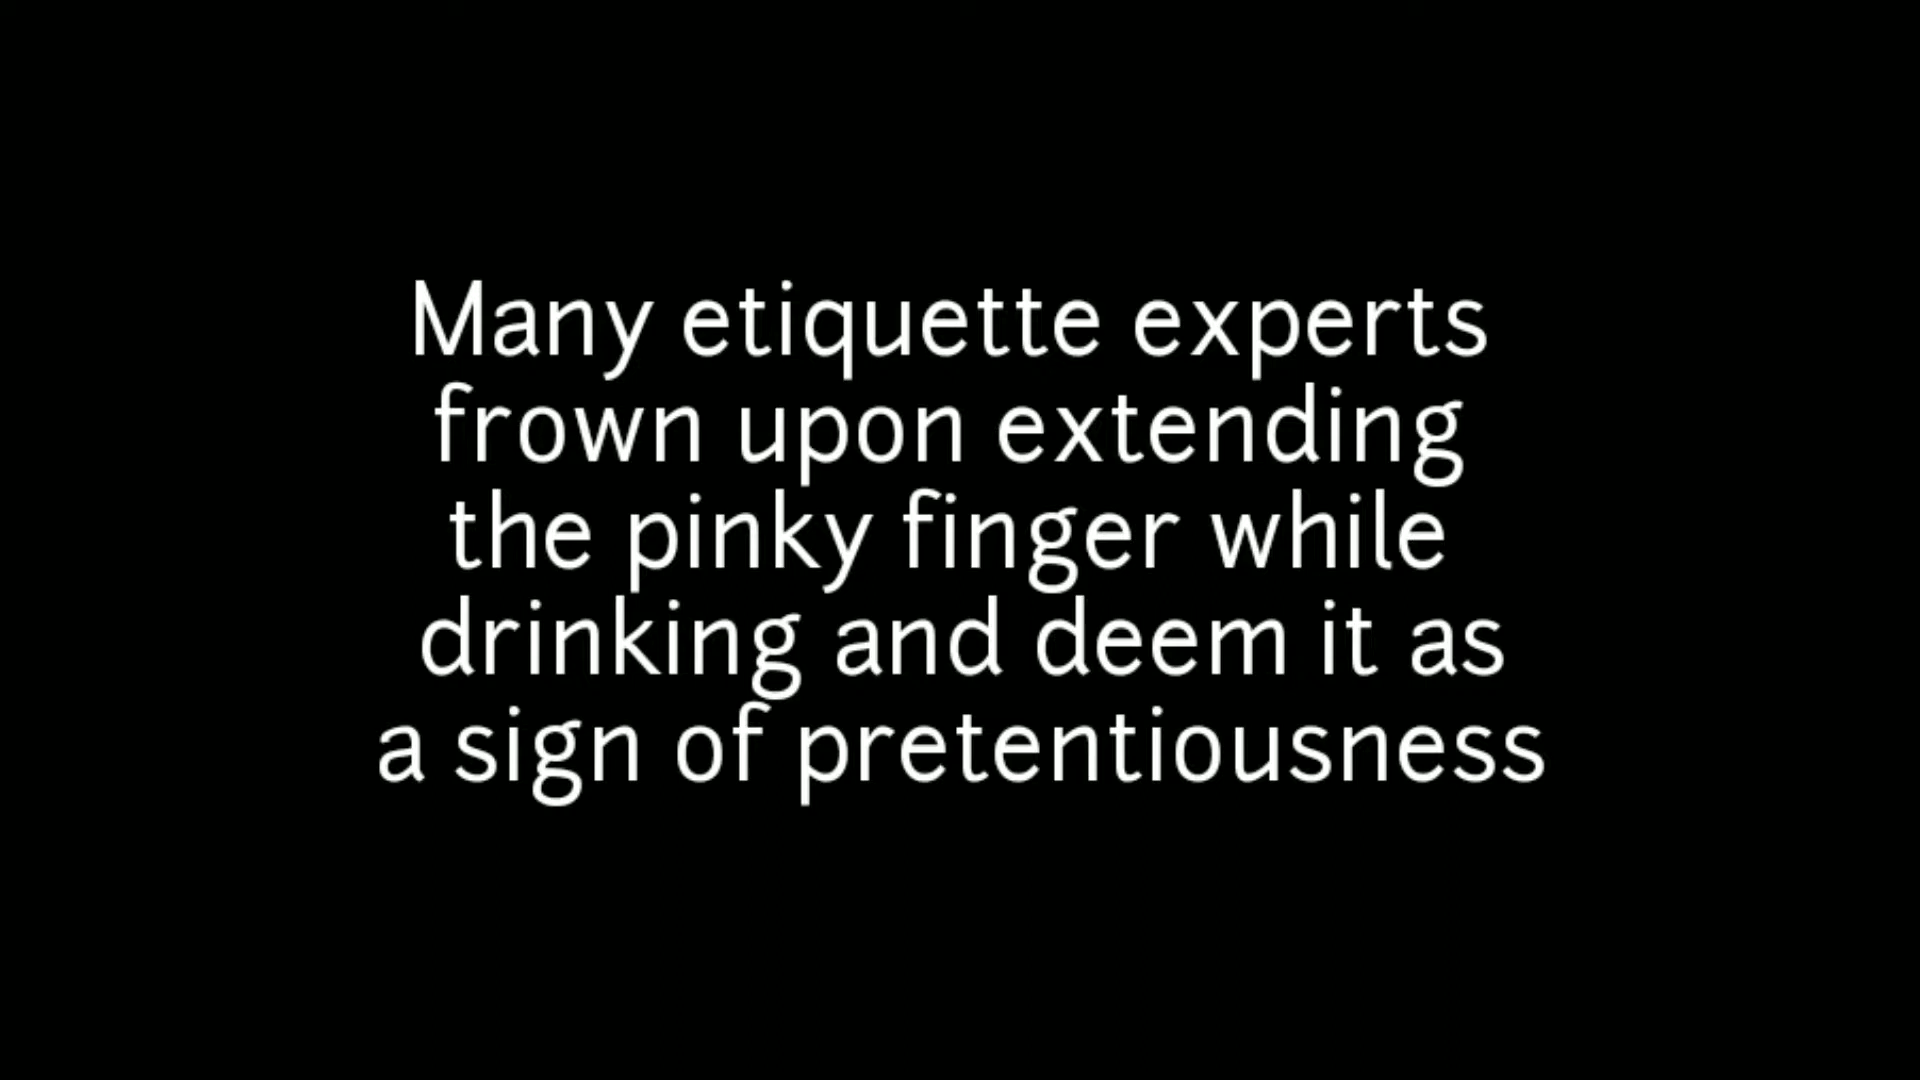 Many etiquette experts
frown upon extending
the pinky finger while
drinking and deem it as
a sign of pretentiousness